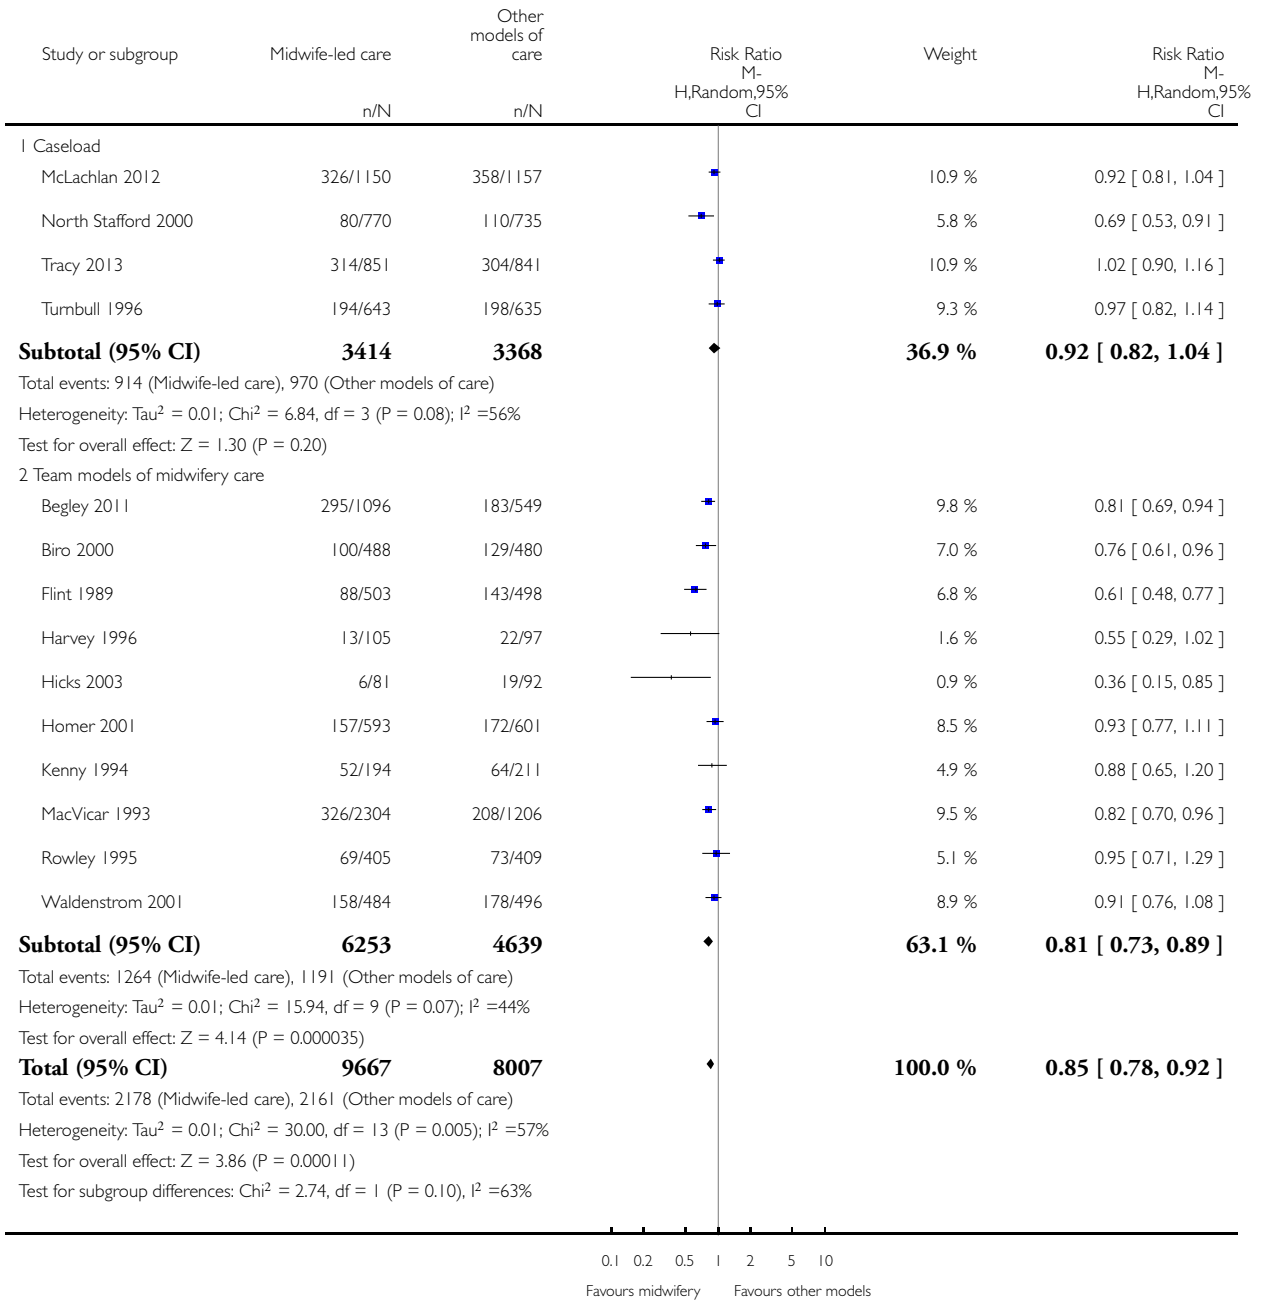 Other
models of
Study or subgroup Midwife-led care care Risk Ratio Weight Risk Ratio
M- M-
H,Random,95% H,Random,95%
n/N n/N CI CI
1 Caseload
McLachlan 2012 326/1150 358/1157 10.9 % 0.92 [ 0.81, 1.04 ]
North Stafford 2000 80/770 110/735 5.8 % 0.69 [ 0.53, 0.91 ]
Tracy 2013 314/851 304/841 10.9 % 1.02 [ 0.90, 1.16 ]
Turnbull 1996 194/643 198/635 9.3 % 0.97 [ 0.82, 1.14 ]
Subtotal (95% CI) 3414 3368 36.9 % 0.92 [ 0.82, 1.04 ]
Total events: 914 (Midwife-led care), 970 (Other models of care)
Heterogeneity: Tau² = 0.01; Chi² = 6.84, df = 3 (P = 0.08); I² =56%
Test for overall effect: Z = 1.30 (P = 0.20)
2 Team models of midwifery care
Begley 2011 295/1096 183/549 9.8 % 0.81 [ 0.69, 0.94 ]
Biro 2000 100/488 129/480 7.0 % 0.76 [ 0.61, 0.96 ]
Flint 1989 88/503 143/498 6.8 % 0.61 [ 0.48, 0.77 ]
Harvey 1996 13/105 22/97 1.6 % 0.55 [ 0.29, 1.02 ]
Hicks 2003 6/81 19/92 0.9 % 0.36 [ 0.15, 0.85 ]
Homer 2001 157/593 172/601 8.5 % 0.93 [ 0.77, 1.11 ]
Kenny 1994 52/194 64/211 4.9 % 0.88 [ 0.65, 1.20 ]
MacVicar 1993 326/2304 208/1206 9.5 % 0.82 [ 0.70, 0.96 ]
Rowley 1995 69/405 73/409 5.1 % 0.95 [ 0.71, 1.29 ]
Waldenstrom 2001 158/484 178/496 8.9 % 0.91 [ 0.76, 1.08 ]
Subtotal (95% CI) 6253 4639 63.1 % 0.81 [ 0.73, 0.89 ]
Total events: 1264 (Midwife-led care), 1191 (Other models of care)
Heterogeneity: Tau² = 0.01; Chi² = 15.94, df = 9 (P = 0.07); I² =44%
Test for overall effect: Z = 4.14 (P = 0.000035)
Total (95% CI) 9667 8007 100.0 % 0.85 [ 0.78, 0.92 ]
Total events: 2178 (Midwife-led care), 2161 (Other models of care)
Heterogeneity: Tau² = 0.01; Chi² = 30.00, df = 13 (P = 0.005); I² =57%
Test for overall effect: Z = 3.86 (P = 0.00011)
Test for subgroup differences: Chi² = 2.74, df = 1 (P = 0.10), I² =63%
0.1 0.2 0.5 1 2 5 10
Favours midwifery Favours other models